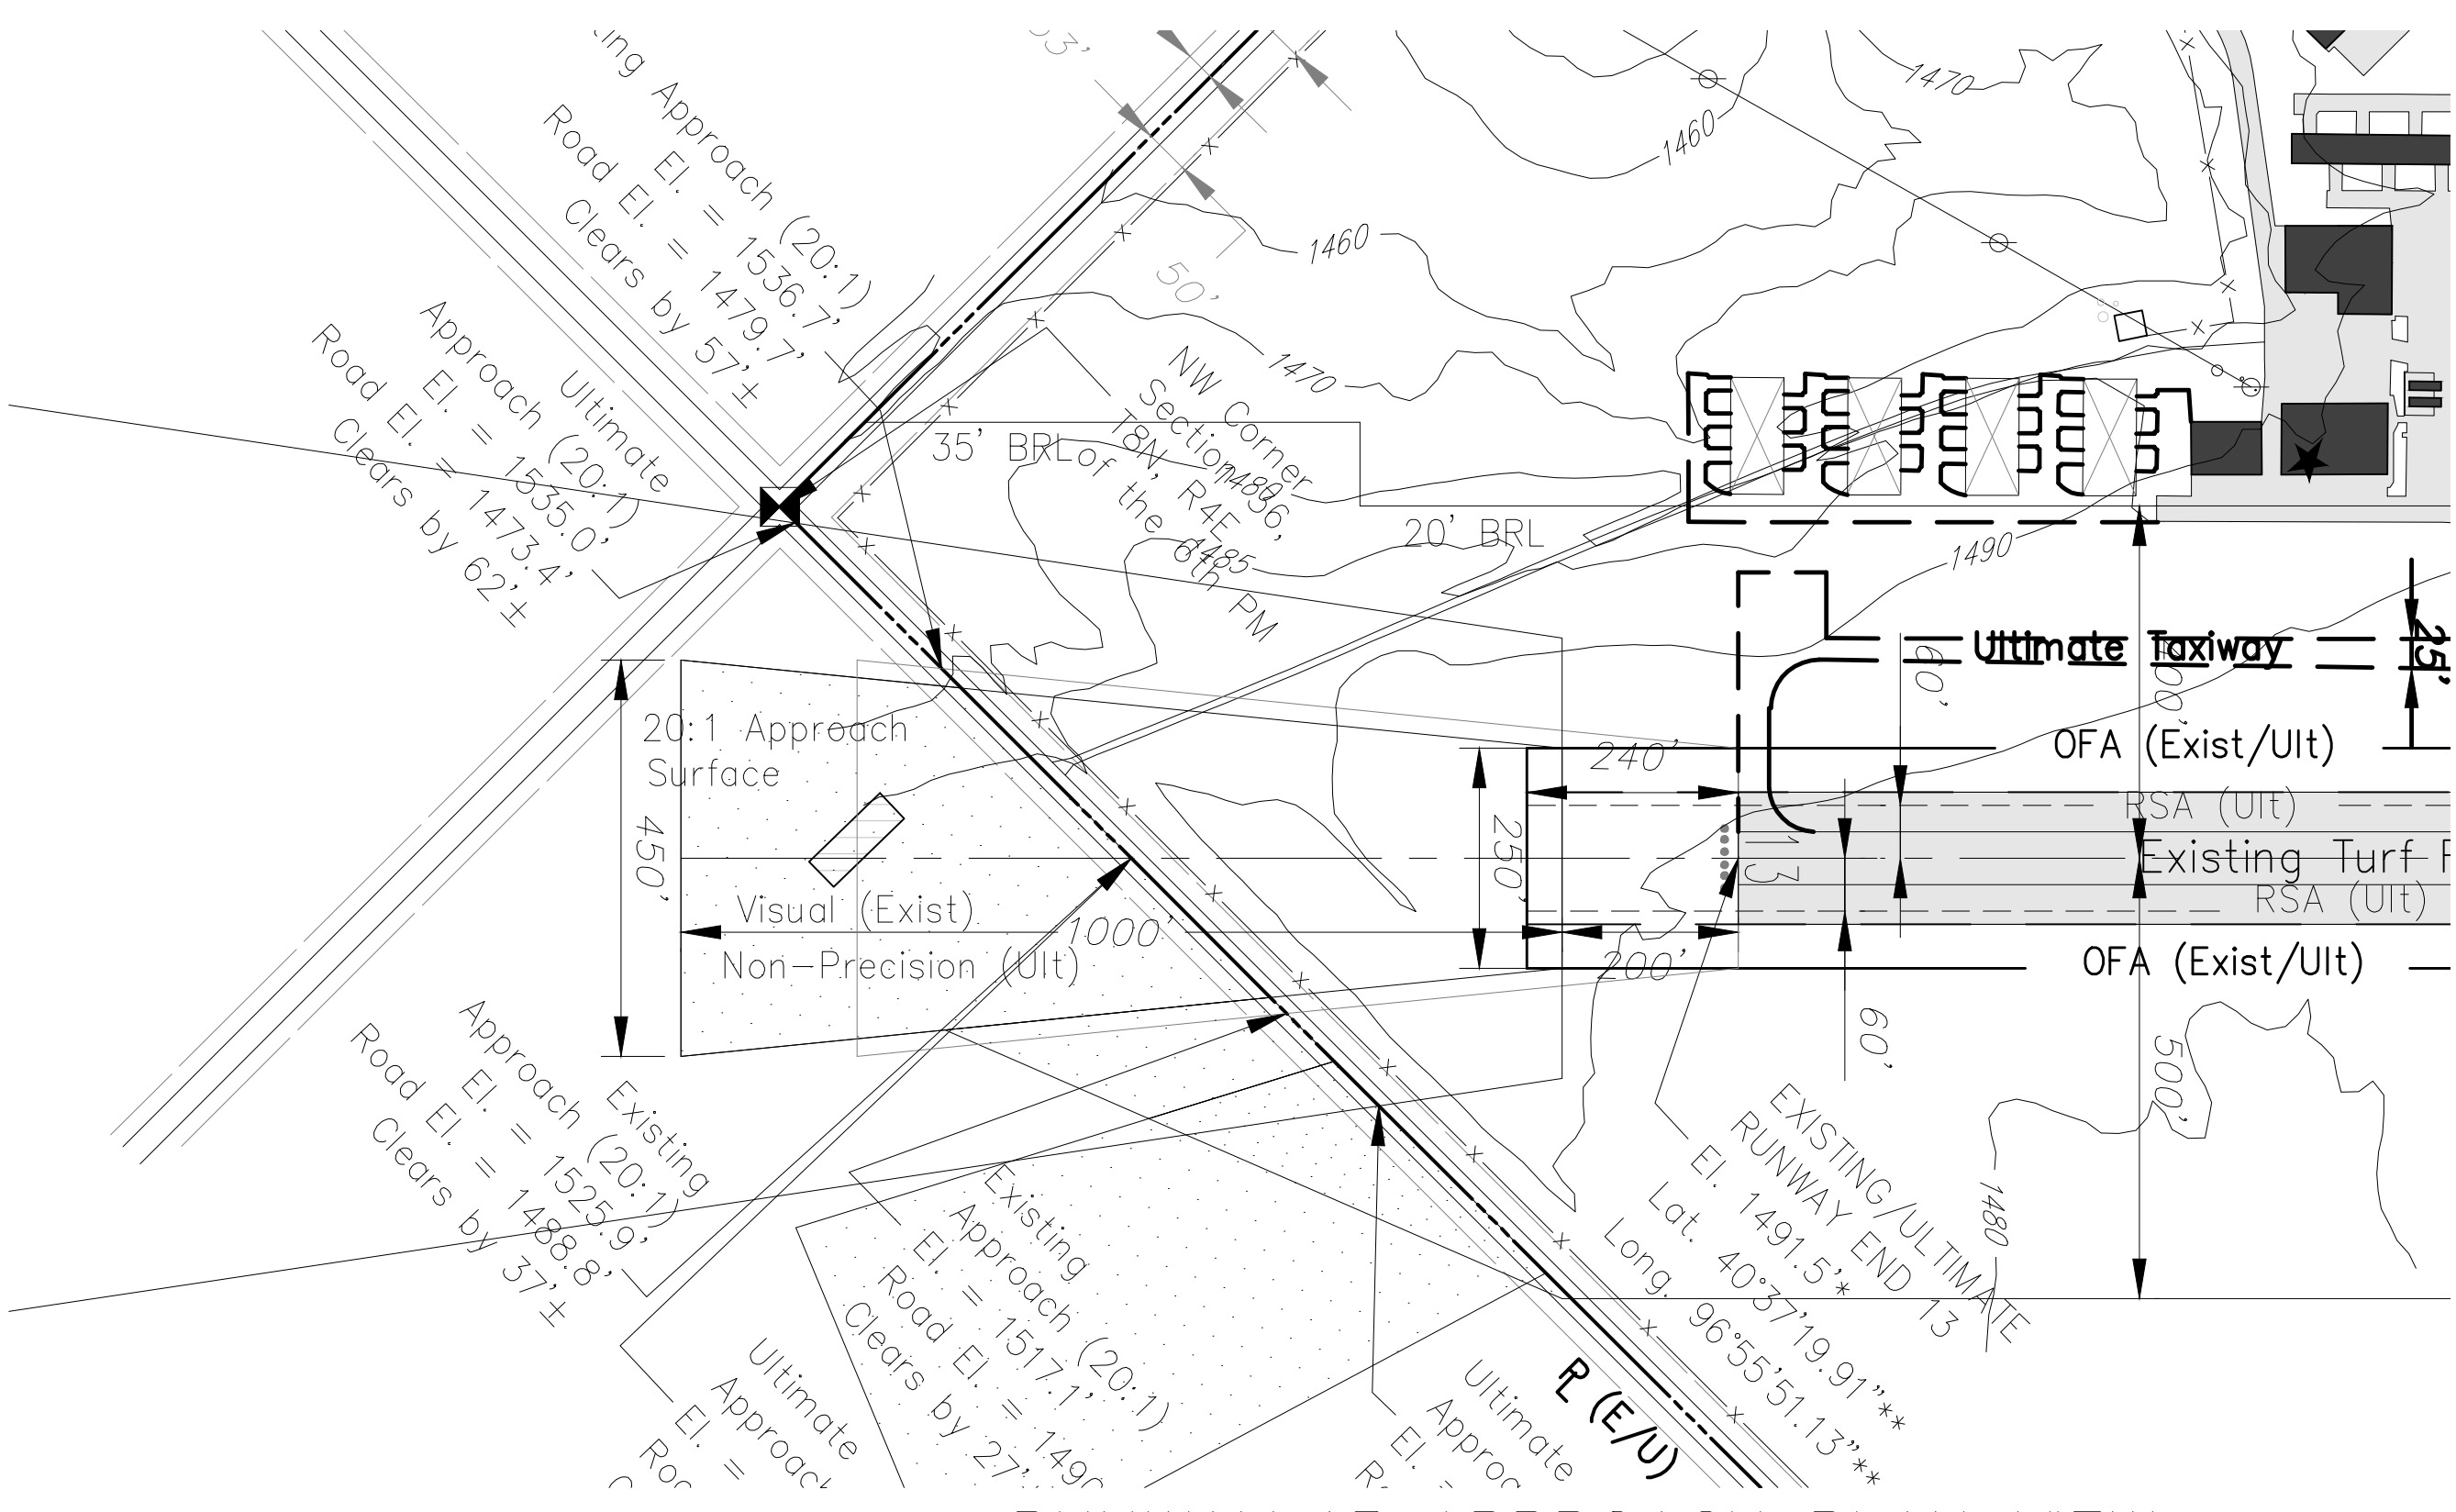 Approach (20:1)
El. = 1536.7'
Road El. = 1479.7'
Clears by 57'±
Ultimate
Approach (20:1)
El. = 1535.0'
Road El. = 1473.4'
Clears by 62'±
50'
1460
1460
1470
1470
NW Corner
Section 36,
T8N, R4E
of the 6th PM
35' BRL
1480
1485
20' BRL
1490
Ultimate Taxiway
25'
60'
500'
OFA (Exist/Ult)
240'
20:1 Approach
Surface
450'
250'
RSA (Ult)
13
Existing Turf
RSA (Ult)
Visual (Exist)
1000'
Non-Precision (Ult)
200'
OFA (Exist/Ult)
60'
500'
Existing
Approach (20:1)
El. = 1525.9'
Road El. = 1488.8'
Clears by 37'±
Existing
Approach (20:1)
El. = 1517.1'
Road El. = 1490
Clears by 27'
EXISTING/ULTIMATE
RUNWAY END 13
El. 1491.5'*
Lat. 40°37'19.91"**
Long. 96°55'51.13"**
1480
Ultimate
Approach
El. =
Ultimate
El. =
PL (E/U)